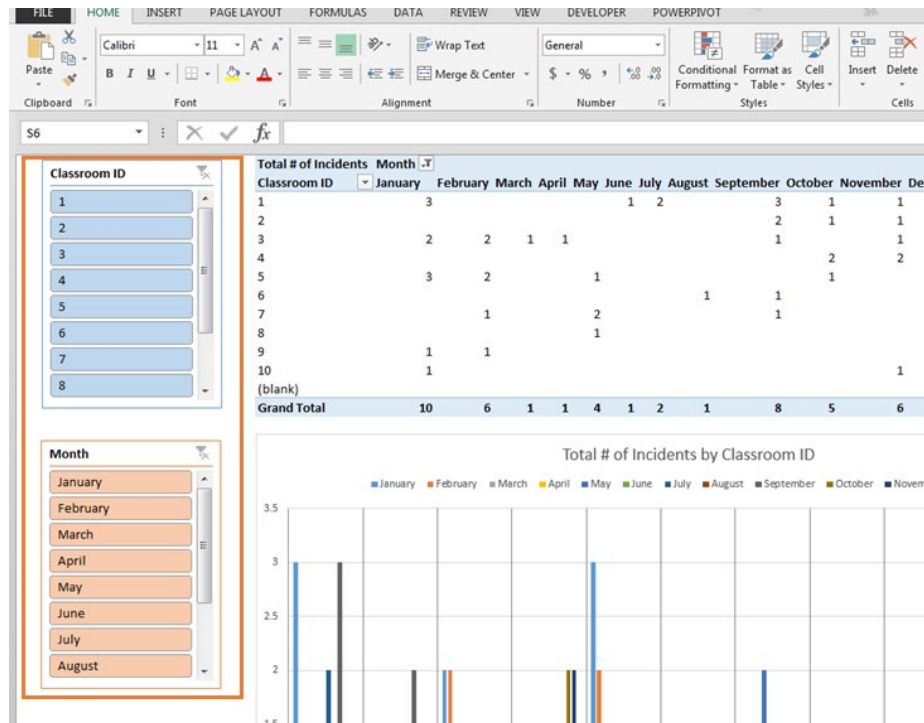 FILE HOME INSERT PAGE LAYOUT FORMULAS DATA REVIEW VIEW DEVELOPER POWERPIVOT
Calibri 11 A A Wrap Text General
Paste B I U A Merge & Center $ % , Conditional Formatting Format as Table Cell Styles Insert Delete
Clipboard Font Alignment Number Styles Cells
S6 fx
Classroom ID
1
2
3
4
5
6
7
8
Month
January
February
March
April
May
June
July
August
Total # of Incidents Month
Classroom ID January February March April May June July August September October November De
1 3 1 2 3 1 1
2 2 1 1
3 2 2 1 1 1 1
4 2 2
5 3 2 1 1
6 1 1
7 1 2 1
8 1
9 1 1
10 1 1
(blank)
Grand Total 10 6 1 1 4 1 2 1 8 5 6
Total # of Incidents by Classroom ID
January February March April May June July August September October Novem
3.5
3
2.5
2
1.5